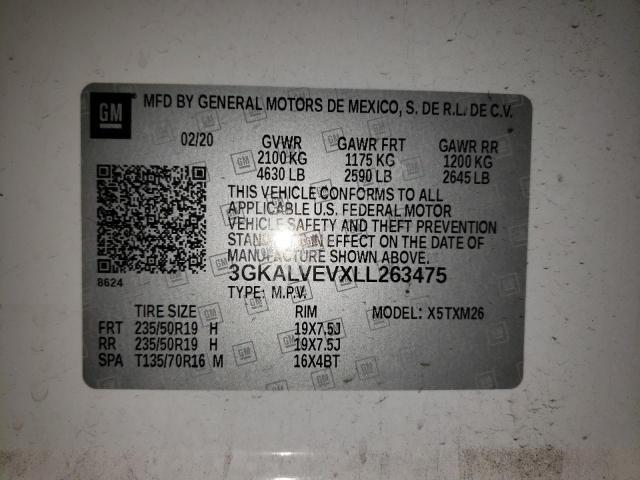 GM MFD BY GENERAL MOTORS DE MEXICO, S. DE R.L. DE C.V.
02/20 GVWR GAWR FRT GAWR RR
2100 KG 1175 KG 1200 KG
4630 LB 2590 LB 2645 LB
THIS VEHICLE CONFORMS TO ALL
APPLICABLE U.S. FEDERAL MOTOR
VEHICLE SAFETY AND THEFT PREVENTION
IN EFFECT ON THE DATE OF
MANUFACTURE SHOWN ABOVE.
3GKALVEVXLL263475
8624
TYPE: M.P.V.
TIRE SIZE RIM MODEL: X5TXM26
FRT 235/50R19 H 19X7.5J
RR 235/50R19 H 19X7.5J
SPA T135/70R16 M 16X4BT